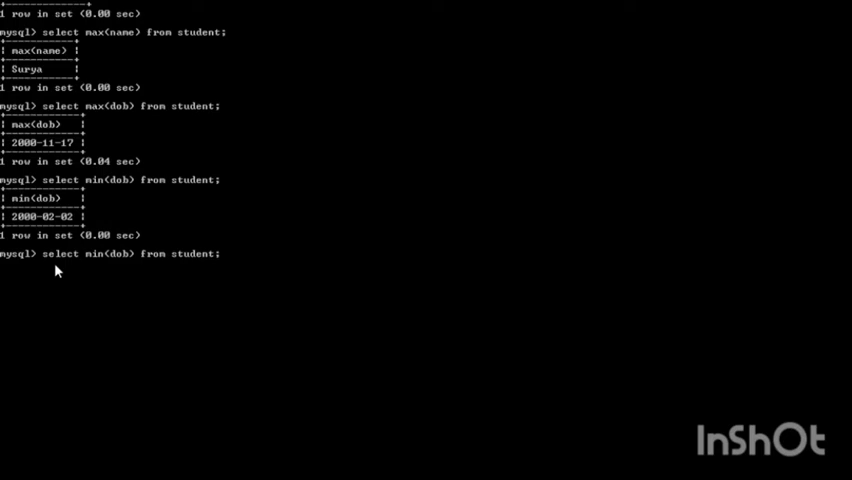 +-------------+
1 row in set (0.00 sec)
mysql> select max(name) from student;
+-----------+
| max(name) |
+-----------+
| Surya     |
+-----------+
1 row in set (0.00 sec)
mysql> select max(dob) from student;
+------------+
| max(dob)   |
+------------+
| 2000-11-17 |
+------------+
1 row in set (0.04 sec)
mysql> select min(dob) from student;
+------------+
| min(dob)   |
+------------+
| 2000-02-02 |
+------------+
1 row in set (0.00 sec)
mysql> select min(dob) from student;
InShOt